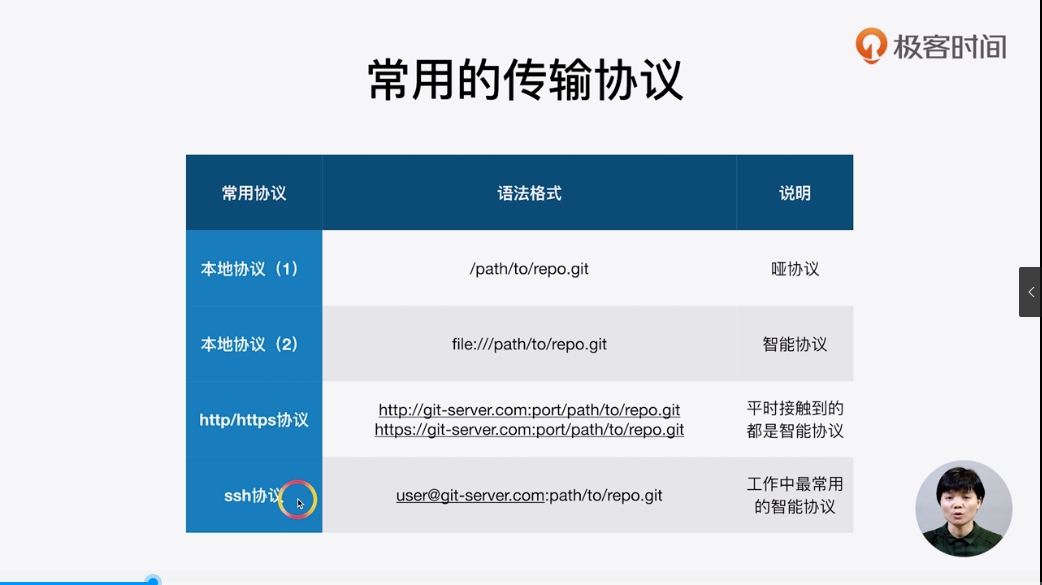 极客时间
常用的传输协议
常用协议
语法格式
说明
本地协议（1）
/path/to/repo.git
哑协议
本地协议（2）
file:///path/to/repo.git
智能协议
http/https协议
http://git-server.com:port/path/to/repo.git
https://git-server.com:port/path/to/repo.git
平时接触到的
都是智能协议
ssh协议
user@git-server.com:path/to/repo.git
工作中最常用
的智能协议